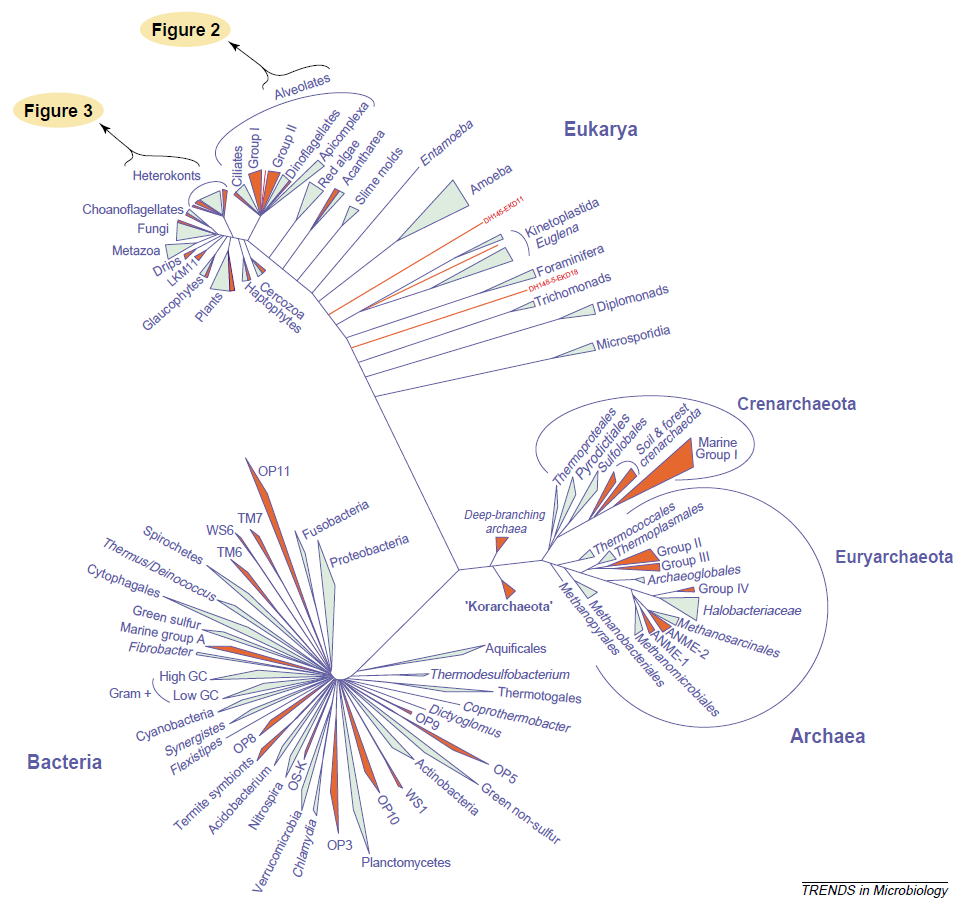 Figure 2
Figure 3
Alveolates
Heterokonts
Ciliates
Group I
Group II
Dinoflagellates
Apicomplexa
Red algae
Acantharea
Slime molds
Entamoeba
Amoeba
Eukarya
DH145-EKD11
Kinetoplastida
Euglena
Foraminifera
DH148-5-EKD18
Trichomonads
Diplomonads
Microsporidia
Choanoflagellates
Fungi
Metazoa
Drips
LKM11
Glaucophytes
Plants
Haptophytes
Cercozoa
Crenarchaeota
Thermoproteales
Pyrodictiales
Sulfolobales
Soil & forest
crenarchaeota
Marine
Group I
Deep-branching
archaea
'Korarchaeota'
Thermococcales
Thermoplasmales
Group II
Group III
Archaeoglobales
Group IV
Halobacteriaceae
Methanosarcinales
ANME-2
ANME-1
Methanomicrobiales
Methanobacteriales
Methanopyrales
Euryarchaeota
Archaea
OP11
TM7
WS6
TM6
Fusobacteria
Proteobacteria
Spirochetes
Thermus/Deinococcus
Cytophagales
Green sulfur
Marine group A
Fibrobacter
High GC
Gram +
Low GC
Cyanobacteria
Synergistes
Flexistipes
OP8
Termite symbionts
Acidobacterium
Nitrospira
OS-K
Verrucomicrobia
Chlamydia
OP3
Planctomycetes
OP10
WS1
Actinobacteria
Green non-sulfur
OP5
OP9
Dictyoglomus
Coprothermobacter
Thermotogales
Thermodesulfobacterium
Aquificales
Bacteria
TRENDS in Microbiology